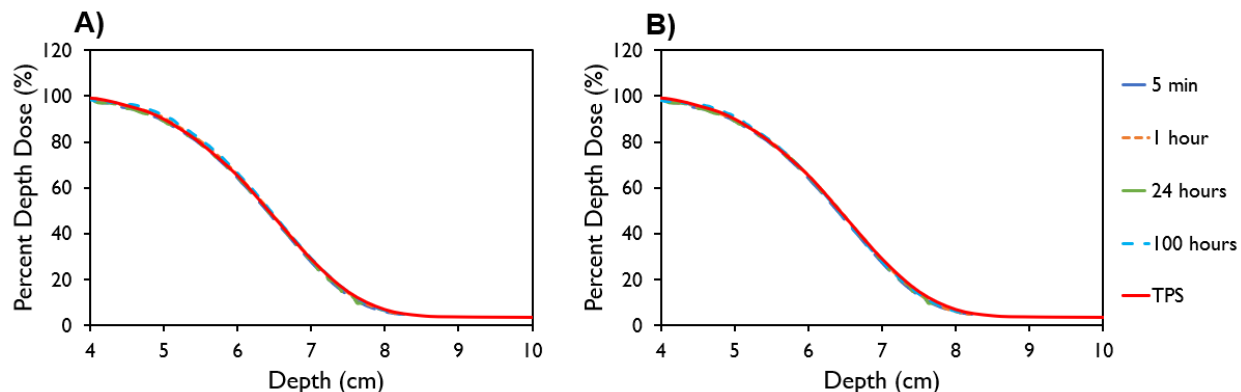 A)
Percent Depth Dose (%)
120
100
80
60
40
20
0
4 5 6 7 8 9 10
Depth (cm)
B)
Percent Depth Dose (%)
120
100
80
60
40
20
0
4 5 6 7 8 9 10
Depth (cm)
5 min
1 hour
24 hours
100 hours
TPS